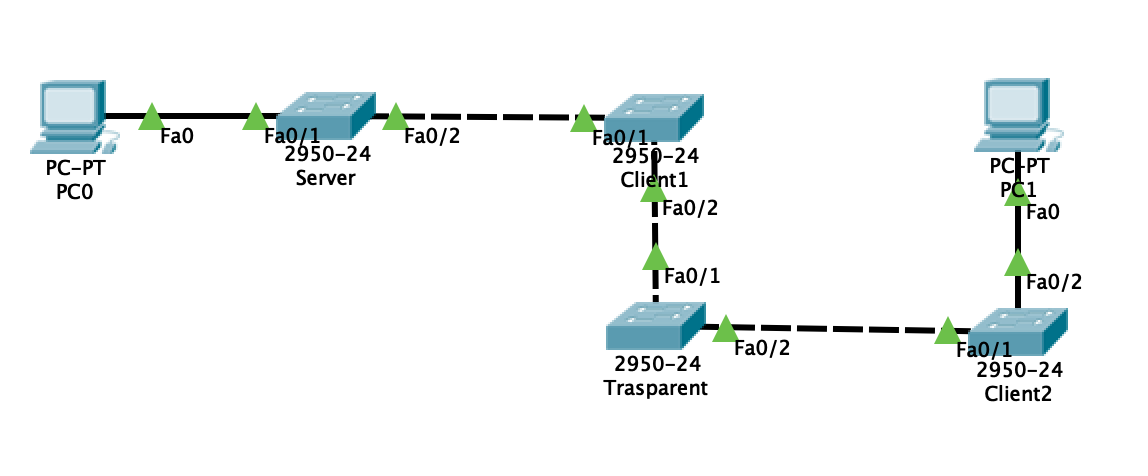 Fa0
Fa0/1
Fa0/2
Fa0/1
PC-PT
PC0
2950-24
Server
2950-24
Client1
PC-PT
PC1
Fa0/2
Fa0
Fa0/1
Fa0/2
Fa0/2
Fa0/1
2950-24
Trasparent
2950-24
Client2